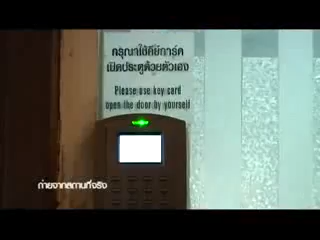 กรุณาใช้คีย์การ์ด
เปิดประตูด้วยตัวเอง
Please use key card
open the door by yourself
ถ่ายจากสถานที่จริง